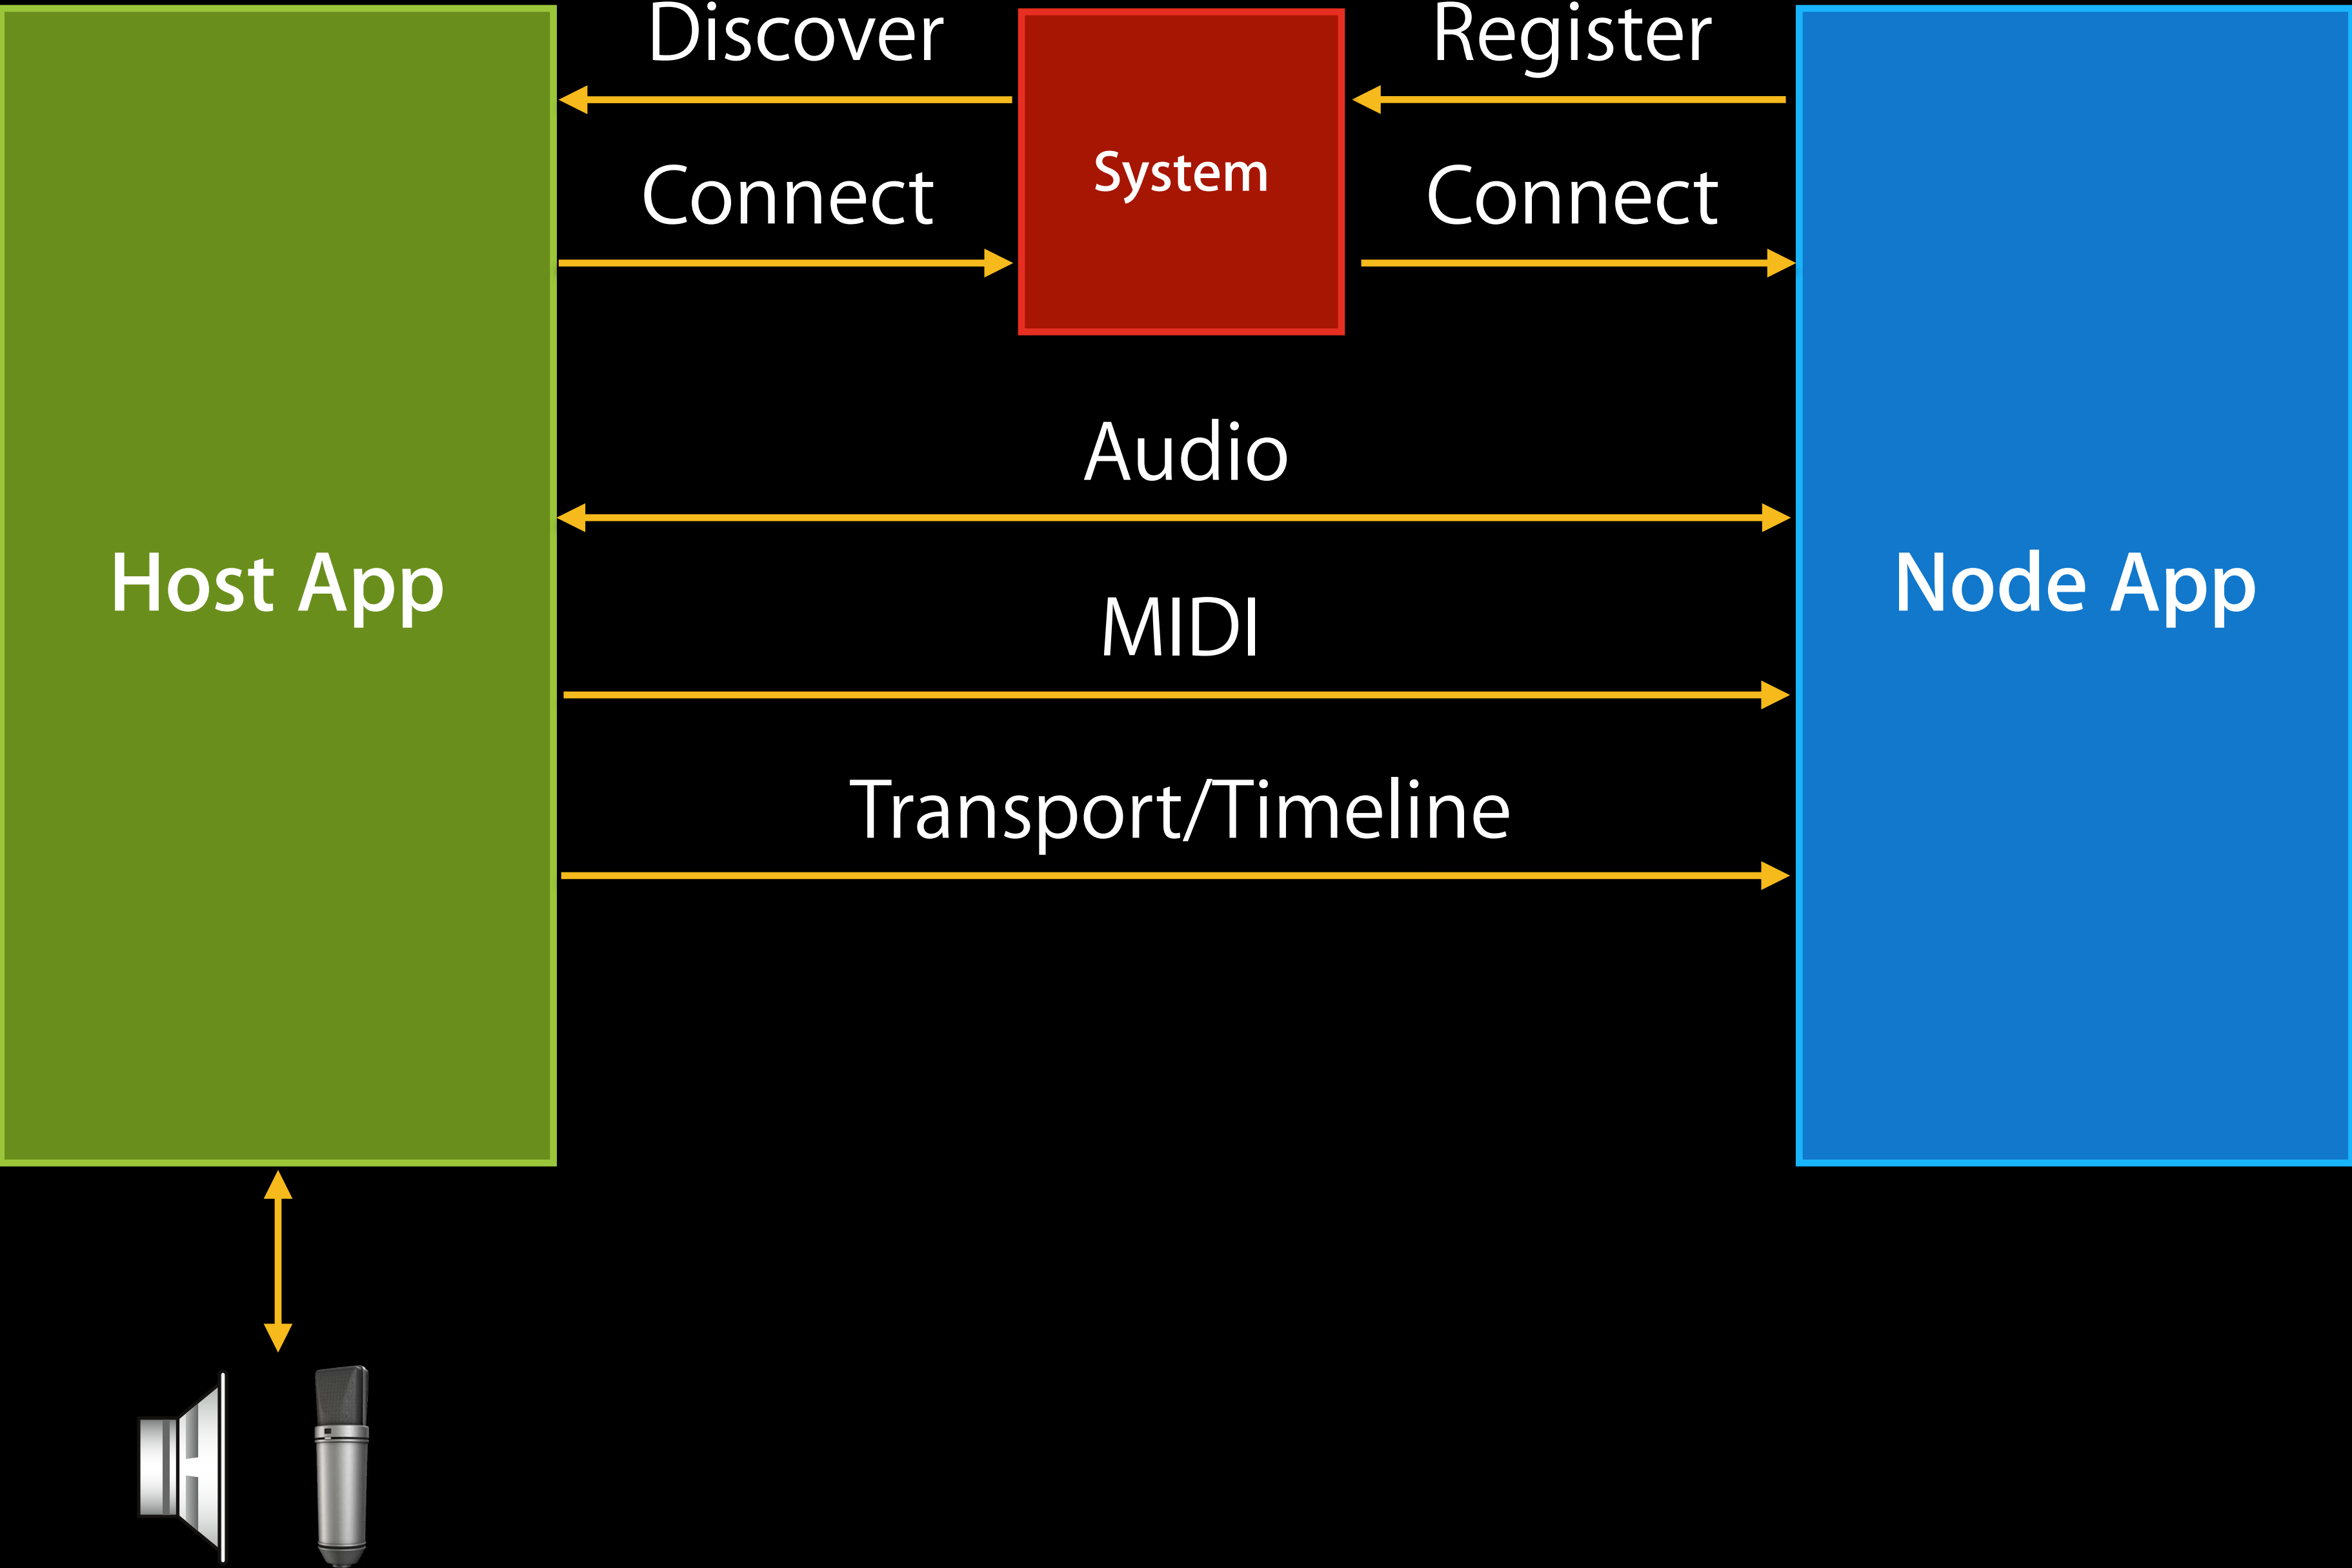 Discover
Register
System
Connect
Connect
Audio
Host App
Node App
MIDI
Transport/Timeline